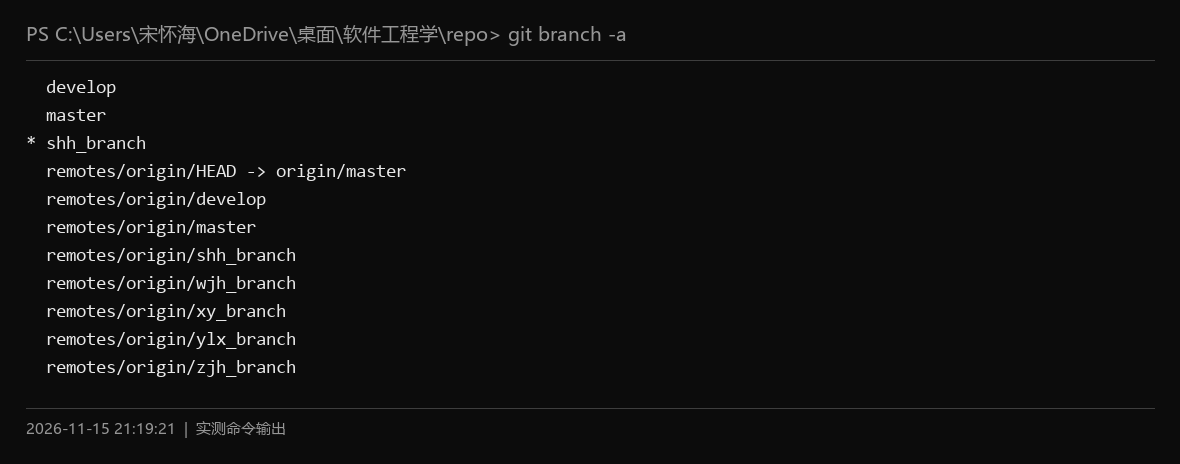 PS C:\Users\宋怀海\OneDrive\桌面\软件工程学\repo> git branch -a
  develop
  master
* shh_branch
  remotes/origin/HEAD -> origin/master
  remotes/origin/develop
  remotes/origin/master
  remotes/origin/shh_branch
  remotes/origin/wjh_branch
  remotes/origin/xy_branch
  remotes/origin/ylx_branch
  remotes/origin/zjh_branch
2026-11-15 21:19:21 | 实测命令输出